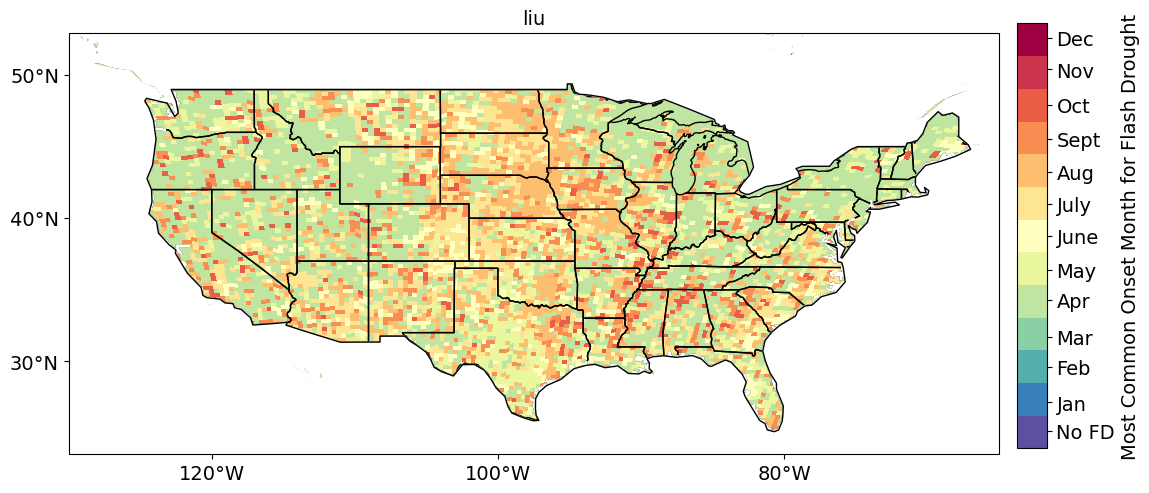 liu
50°N
40°N
30°N
120°W
100°W
80°W
Dec
Nov
Oct
Sept
Aug
July
June
May
Apr
Mar
Feb
Jan
No FD
Most Common Onset Month for Flash Drought